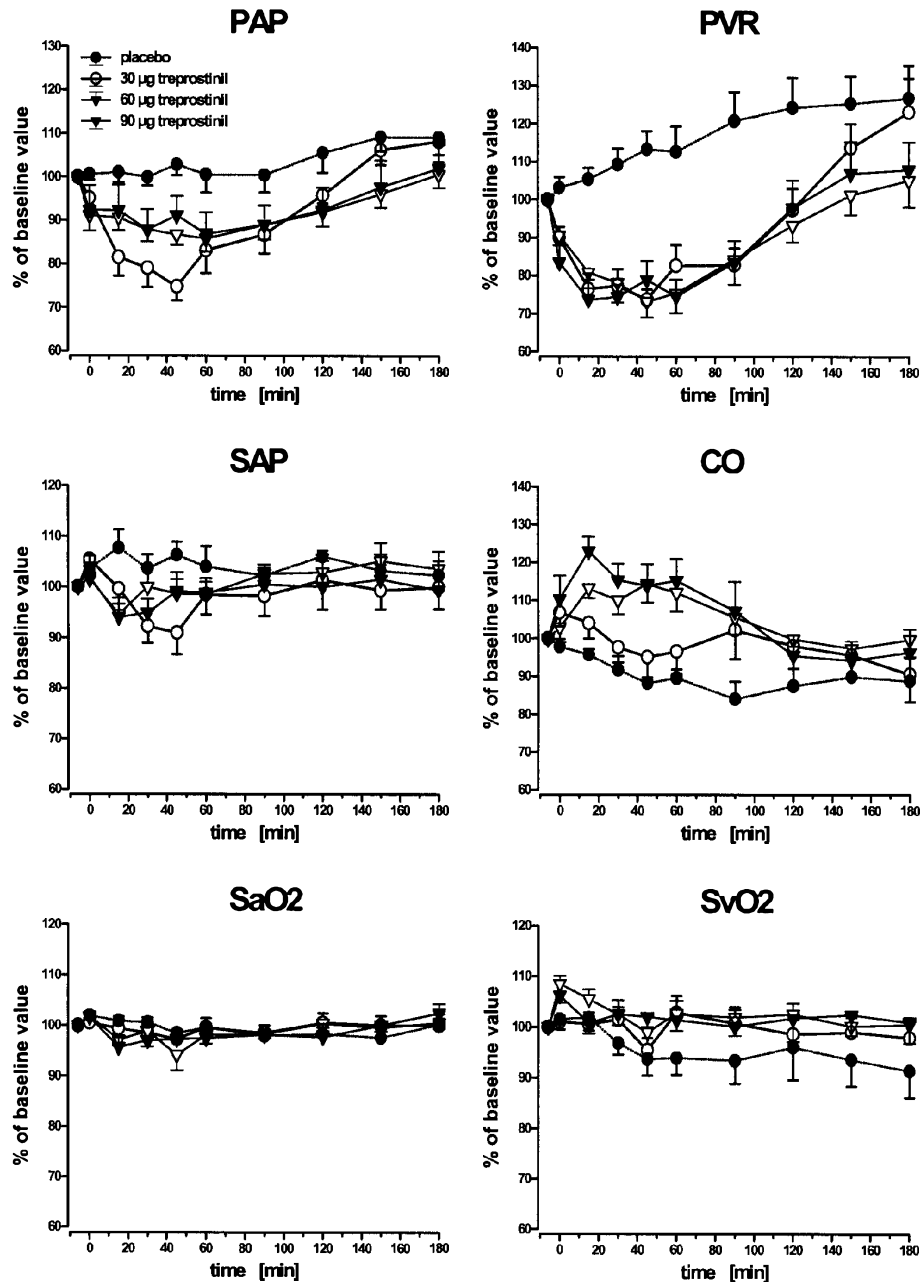 PAP
130
120
110
100
90
80
70
60
% of baseline value
placebo
30 µg treprostinil
60 µg treprostinil
90 µg treprostinil
0 20 40 60 80 100 120 140 160 180
time [min]
PVR
140
130
120
110
100
90
80
70
60
% of baseline value
0 20 40 60 80 100 120 140 160 180
time [min]
SAP
120
110
100
90
80
70
60
% of baseline value
0 20 40 60 80 100 120 140 160 180
time [min]
CO
140
130
120
110
100
90
80
70
60
% of baseline value
0 20 40 60 80 100 120 140 160 180
time [min]
SaO2
120
110
100
90
80
70
60
% of baseline value
0 20 40 60 80 100 120 140 160 180
time [min]
SvO2
120
110
100
90
80
70
60
% of baseline value
0 20 40 60 80 100 120 140 160 180
time [min]